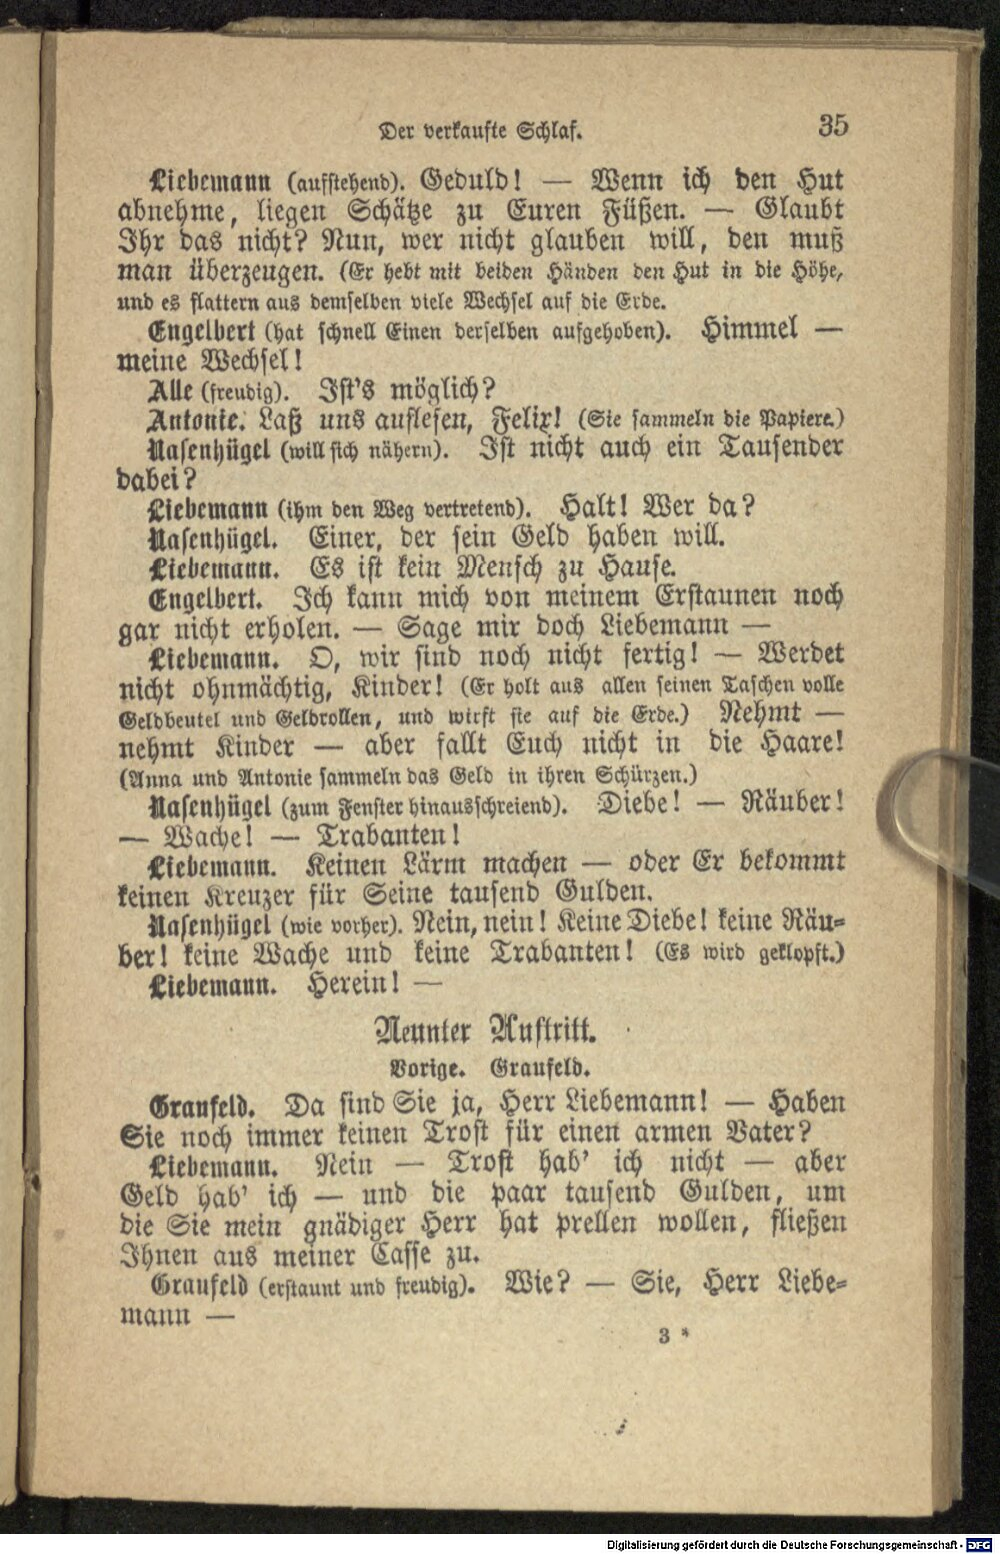 Der verkaufte Schlaf. 35
Liebemann (aufstehend). Geduld! — Wenn ich den Hut
abnehme, liegen Schätze zu Euren Füßen. — Glaubt
Ihr das nicht? Nun, wer nicht glauben will, den muß
man überzeugen. (Er hebt mit beiden Händen den Hut in die Höhe,
und es flattern aus demselben viele Wechsel auf die Erde.
Engelbert (hat schnell Einen derselben aufgehoben). Himmel —
meine Wechsel!
Alle (freudig). Ist's möglich?
Antonie. Laß uns auflesen, Felix! (Sie sammeln die Papiere.)
Nasenhügel (will sich nähern). Ist nicht auch ein Tausender
dabei?
Liebemann (ihm den Weg vertretend). Halt! Wer da?
Nasenhügel. Einer, der sein Geld haben will.
Liebemann. Es ist kein Mensch zu Hause.
Engelbert. Ich kann mich von meinem Erstaunen noch
gar nicht erholen. — Sage mir doch Liebemann —
Liebemann. O, wir sind noch nicht fertig! — Werdet
nicht ohnmächtig, Kinder! (Er holt aus allen seinen Taschen volle
Geldbeutel und Geldrollen, und wirft sie auf die Erde.) Nehmt —
nehmt Kinder — aber fallt Euch nicht in die Haare!
(Anna und Antonie sammeln das Geld in ihren Schürzen.)
Nasenhügel (zum Fenster hinausschreiend). Diebe! — Räuber!
— Wache! — Trabanten!
Liebemann. Keinen Lärm machen — oder Er bekommt
keinen Kreuzer für Seine tausend Gulden.
Nasenhügel (wie vorher). Nein, nein! Keine Diebe! keine Räu-
ber! keine Wache und keine Trabanten! (Es wird geklopft.)
Liebemann. Herein! —
Neunter Auftritt.
Vorige. Graufeld.
Graufeld. Da sind Sie ja, Herr Liebemann! — Haben
Sie noch immer keinen Trost für einen armen Vater?
Liebemann. Nein — Trost hab' ich nicht — aber
Geld hab' ich — und die paar tausend Gulden, um
die Sie mein gnädiger Herr hat prellen wollen, fließen
Ihnen aus meiner Casse zu.
Graufeld (erstaunt und freudig). Wie? — Sie, Herr Liebe-
mann —
3 *
Digitalisierung gefördert durch die Deutsche Forschungsgemeinschaft - DFG